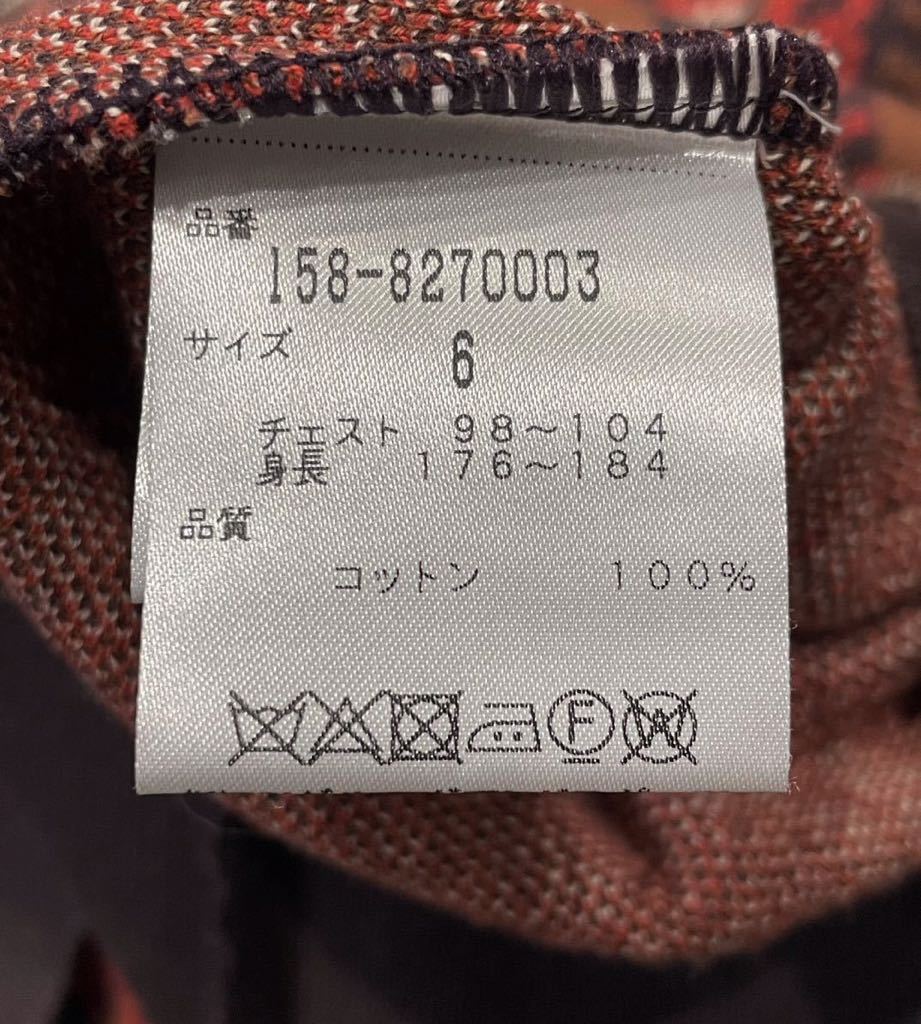 品番
158-8270003
サイズ 6
チェスト 98~104
身長 176~184
品質
コットン 100%
F
W